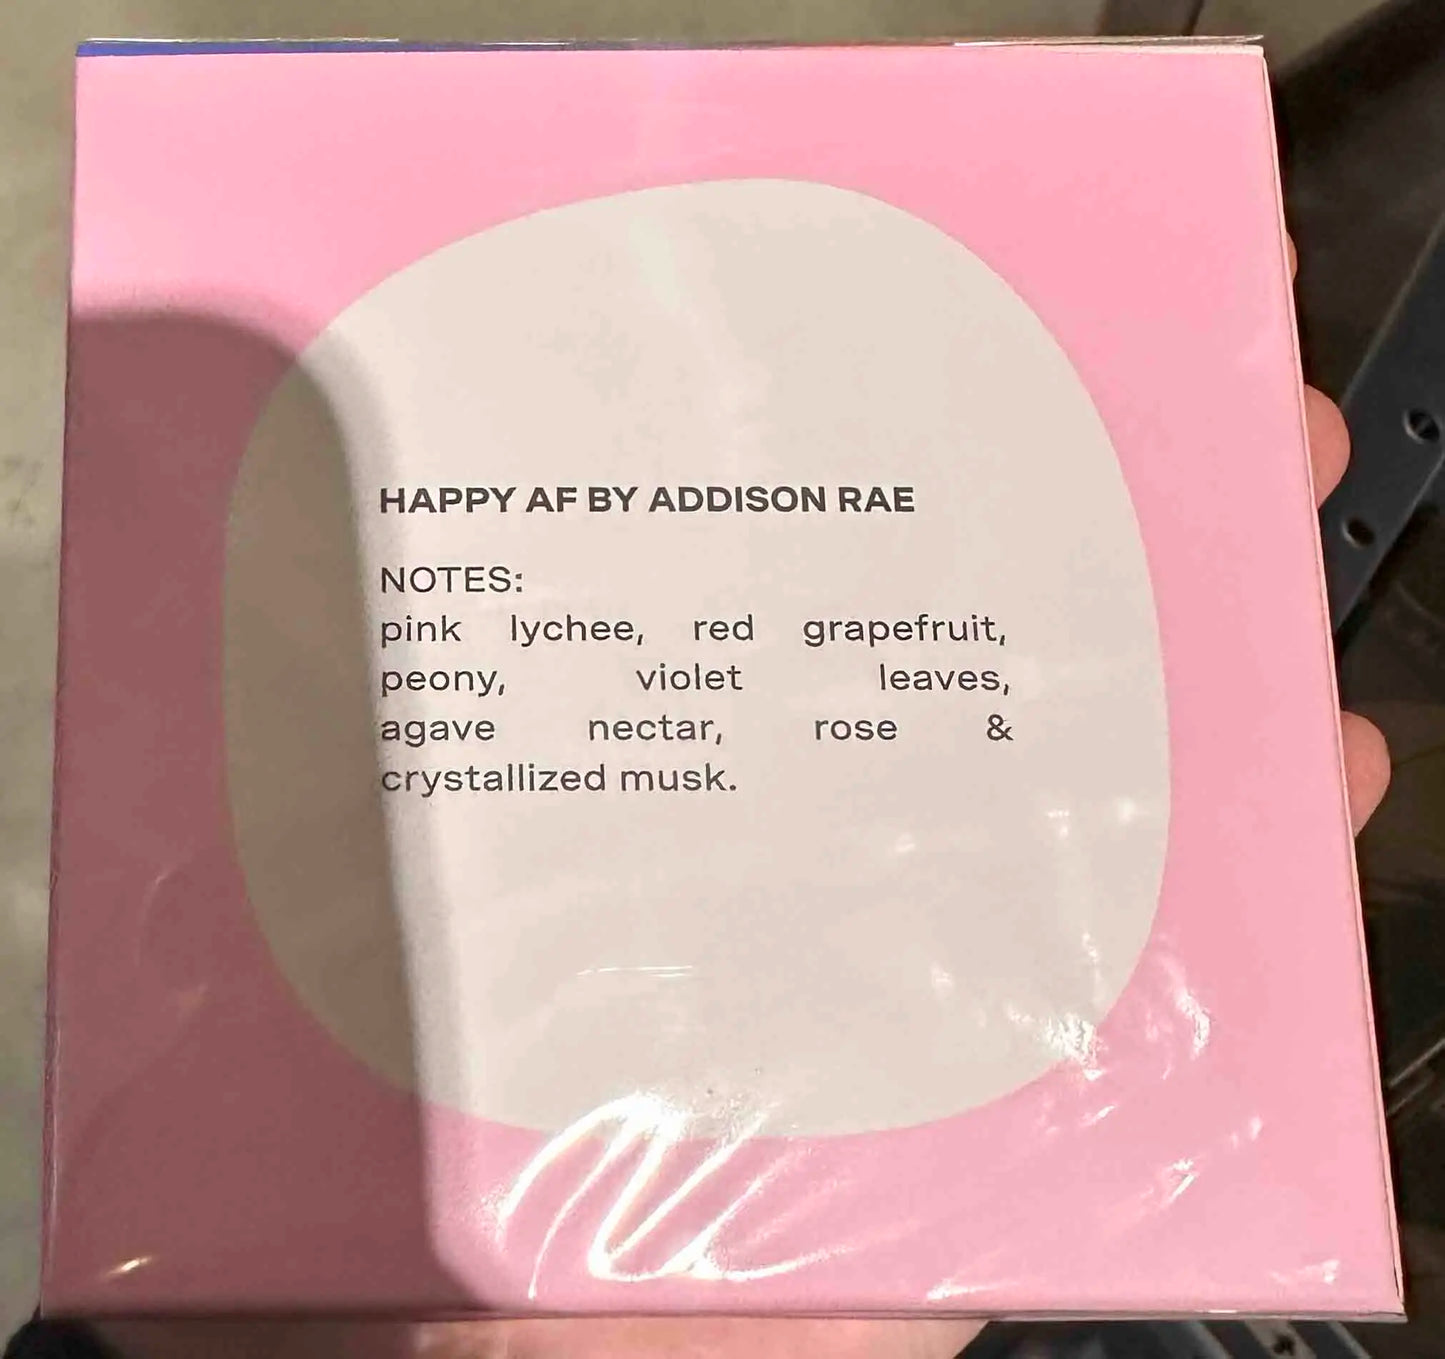 HAPPY AF BY ADDISON RAE
NOTES:
pink lychee, red grapefruit,
peony, violet leaves,
agave nectar, rose &
crystallized musk.